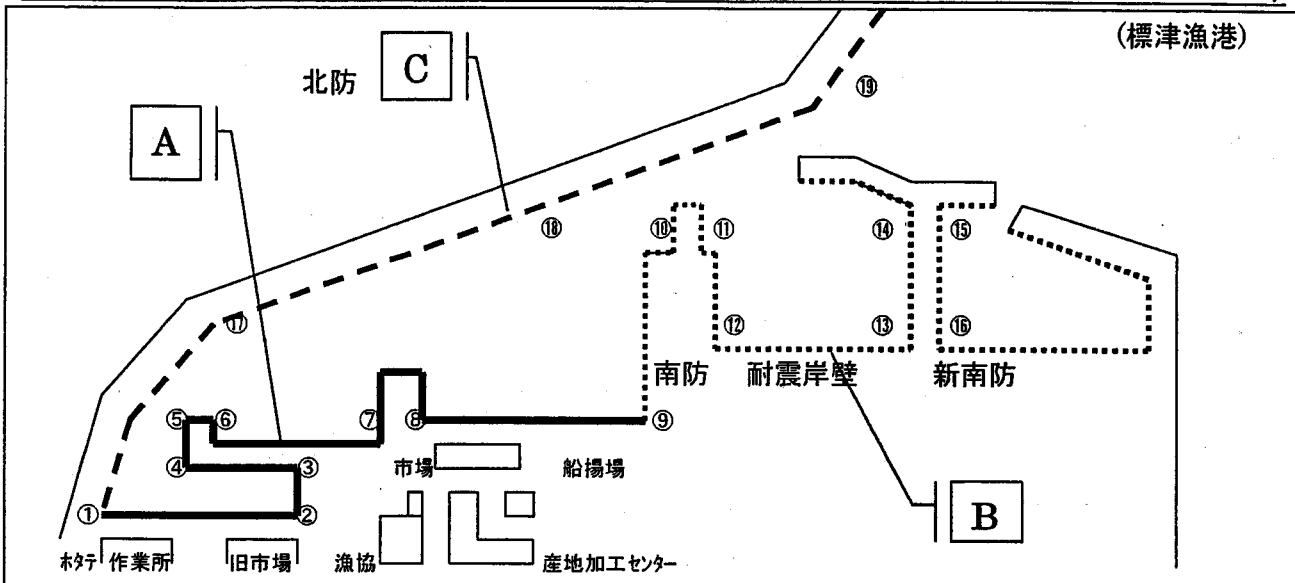 (標津漁港)
北防
C
A
⑲
⑱
⑩
⑪
⑭
⑮
⑰
⑫
⑬
⑯
南防
耐震岸壁
新南防
⑤
⑥
⑦
⑧
⑨
④
③
市場
船揚場
①
②
B
ホタテ
作業所
旧市場
漁協
産地加工センター